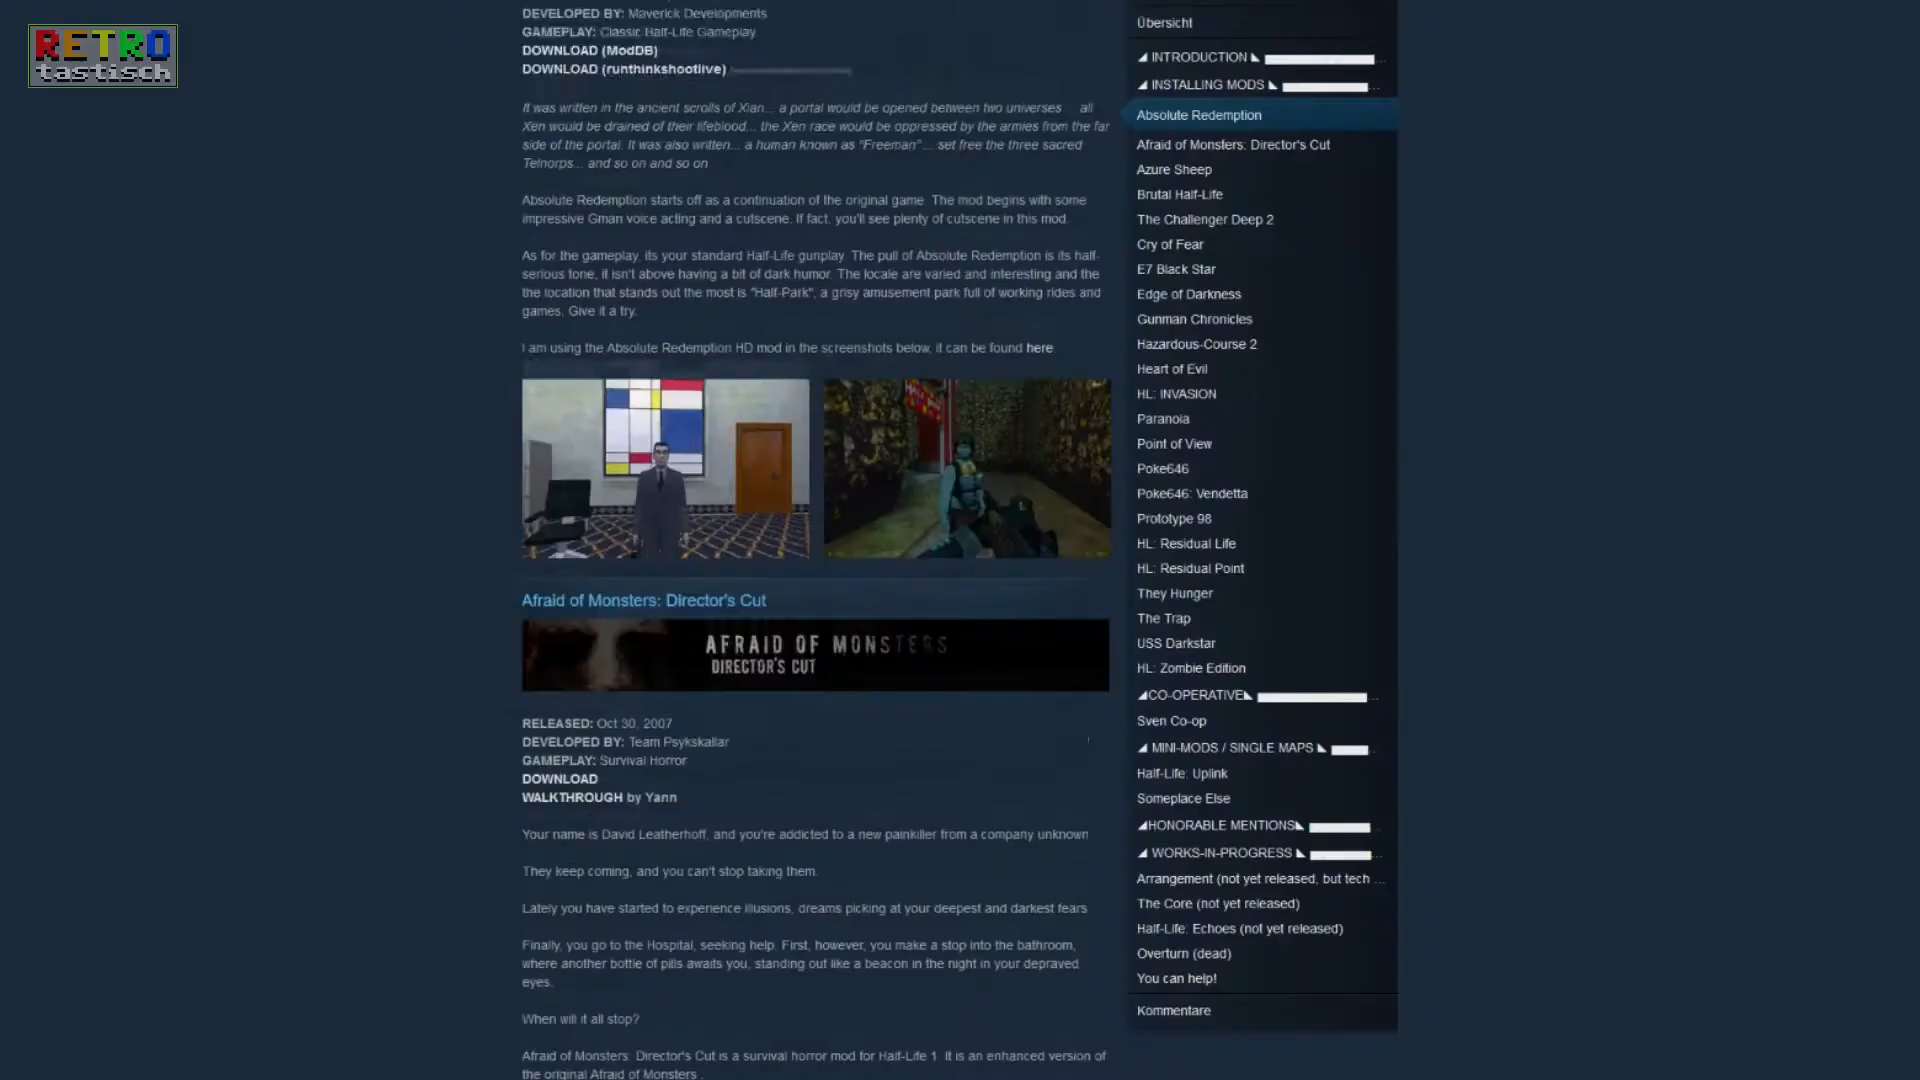 RETRO
tastisch
DEVELOPED BY: Maverick Developments
GAMEPLAY: Classic Half-Life Gameplay
DOWNLOAD (ModDB)
DOWNLOAD (runthinkshootlive)
It was written in the ancient scrolls of Xian... a portal would be opened between two universes ... all
Xen would be drained of their lifeblood... the Xen race would be oppressed by the armies from the far
side of the portal. It was also written... a human known as "Freeman"... set free the three sacred
Telnorps... and so on and so on
Absolute Redemption starts off as a continuation of the original game. The mod begins with some
impressive Gman voice acting and a cutscene. If fact, you'll see plenty of cutscene in this mod.
As for the gameplay, its your standard Half-Life gunplay. The pull of Absolute Redemption is its half-
serious tone, it isn't above having a bit of dark humor. The locale are varied and interesting and the
the location that stands out the most is "Half-Park", a grisy amusement park full of working rides and
games. Give it a try.
I am using the Absolute Redemption HD mod in the screenshots below, it can be found here
Afraid of Monsters: Director's Cut
AFRAID OF MONSTERS
DIRECTOR'S CUT
RELEASED: Oct 30, 2007
DEVELOPED BY: Team Psykskallar
GAMEPLAY: Survival Horror
DOWNLOAD
WALKTHROUGH by Yann
Your name is David Leatherhoff, and you're addicted to a new painkiller from a company unknown
They keep coming, and you can't stop taking them.
Lately you have started to experience illusions, dreams picking at your deepest and darkest fears
Finally, you go to the Hospital, seeking help. First, however, you make a stop into the bathroom,
where another bottle of pills awaits you, standing out like a beacon in the night in your depraved
eyes.
When will it all stop?
Afraid of Monsters: Director's Cut is a survival horror mod for Half-Life 1. It is an enhanced version of
the original Afraid of Monsters .
Übersicht
◢ INTRODUCTION ◣ ...
◢ INSTALLING MODS ◣ ...
Absolute Redemption
Afraid of Monsters: Director's Cut
Azure Sheep
Brutal Half-Life
The Challenger Deep 2
Cry of Fear
E7 Black Star
Edge of Darkness
Gunman Chronicles
Hazardous-Course 2
Heart of Evil
HL: INVASION
Paranoia
Point of View
Poke646
Poke646: Vendetta
Prototype 98
HL: Residual Life
HL: Residual Point
They Hunger
The Trap
USS Darkstar
HL: Zombie Edition
◢CO-OPERATIVE◣ ...
Sven Co-op
◢ MINI-MODS / SINGLE MAPS ◣ ...
Half-Life: Uplink
Someplace Else
◢HONORABLE MENTIONS◣ ...
◢ WORKS-IN-PROGRESS ◣ ...
Arrangement (not yet released, but tech ...
The Core (not yet released)
Half-Life: Echoes (not yet released)
Overturn (dead)
You can help!
Kommentare